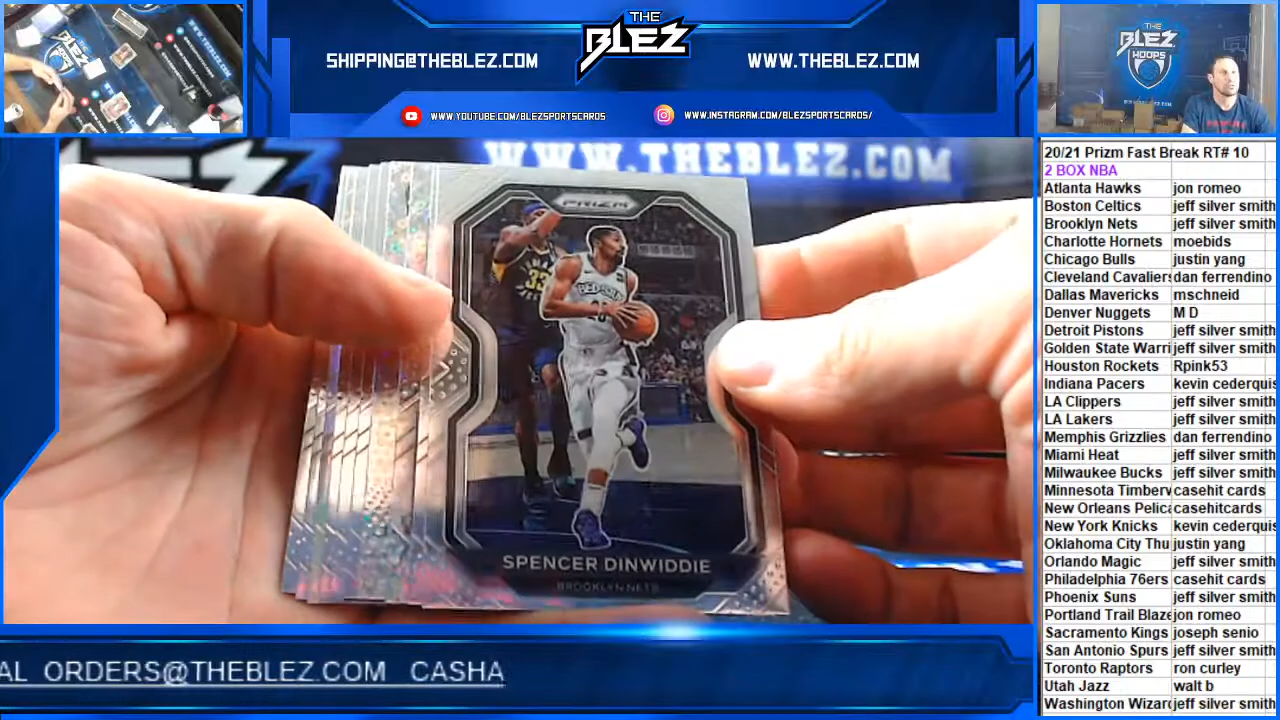 THE
BLEZ
SHIPPING@THEBLEZ.COM
WWW.THEBLEZ.COM
WWW.YOUTUBE.COM/BLEZSPORTSCARDS
WWW.INSTAGRAM.COM/BLEZSPORTSCARDS/
THE
BLEZ
HOOPS
WWW.THEBLEZ.COM
PRIZM
33
SPENCER DINWIDDIE
BROOKLYN NETS
AL ORDERS@THEBLEZ.COM CASHA
20/21 Prizm Fast Break RT# 10
2 BOX NBA
Atlanta Hawks jon romeo
Boston Celtics jeff silver smith
Brooklyn Nets jeff silver smith
Charlotte Hornets moebids
Chicago Bulls justin yang
Cleveland Cavaliers dan ferrendino
Dallas Mavericks mschneid
Denver Nuggets M D
Detroit Pistons jeff silver smith
Golden State Warri jeff silver smith
Houston Rockets Rpink53
Indiana Pacers kevin cederquis
LA Clippers jeff silver smith
LA Lakers jeff silver smith
Memphis Grizzlies dan ferrendino
Miami Heat jeff silver smith
Milwaukee Bucks jeff silver smith
Minnesota Timberv casehit cards
New Orleans Pelica casehitcards
New York Knicks kevin cederquis
Oklahoma City Thu justin yang
Orlando Magic jeff silver smith
Philadelphia 76ers casehit cards
Phoenix Suns jeff silver smith
Portland Trail Blaze jon romeo
Sacramento Kings joseph senio
San Antonio Spurs jeff silver smith
Toronto Raptors ron curley
Utah Jazz walt b
Washington Wizard jeff silver smith